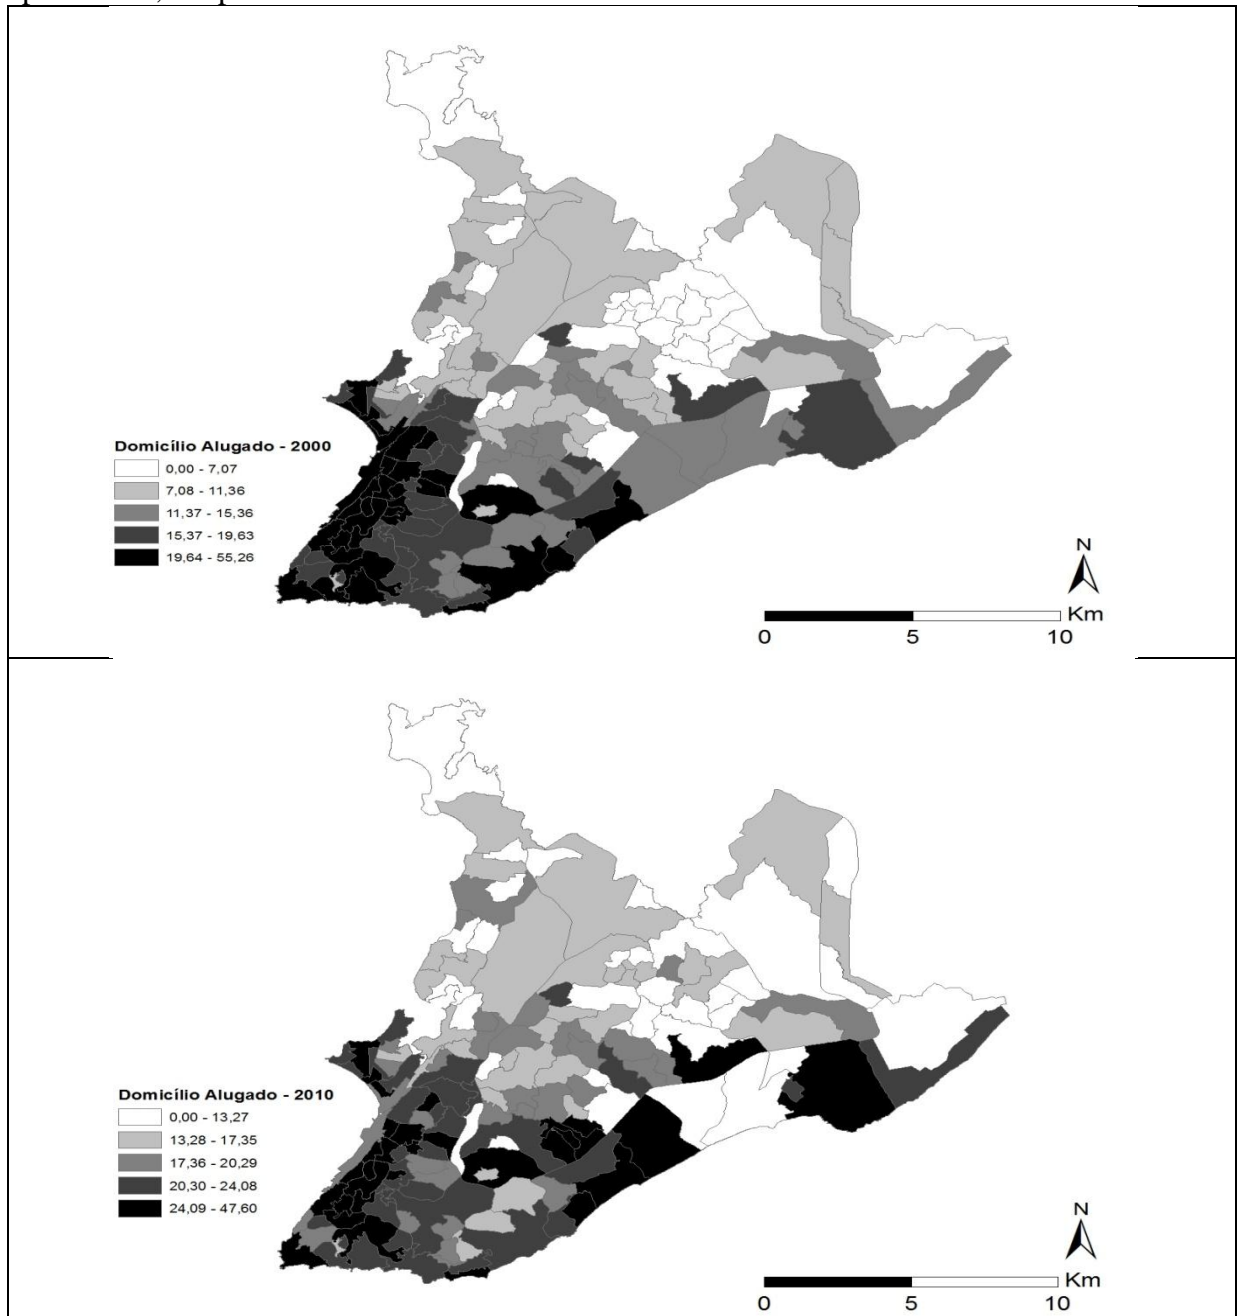 Domicílio Alugado - 2000
0,00 - 7,07
7,08 - 11,36
11,37 - 15,36
15,37 - 19,63
19,64 - 55,26
N
Km
0 5 10
Domicílio Alugado - 2010
0,00 - 13,27
13,28 - 17,35
17,36 - 20,29
20,30 - 24,08
24,09 - 47,60
N
Km
0 5 10